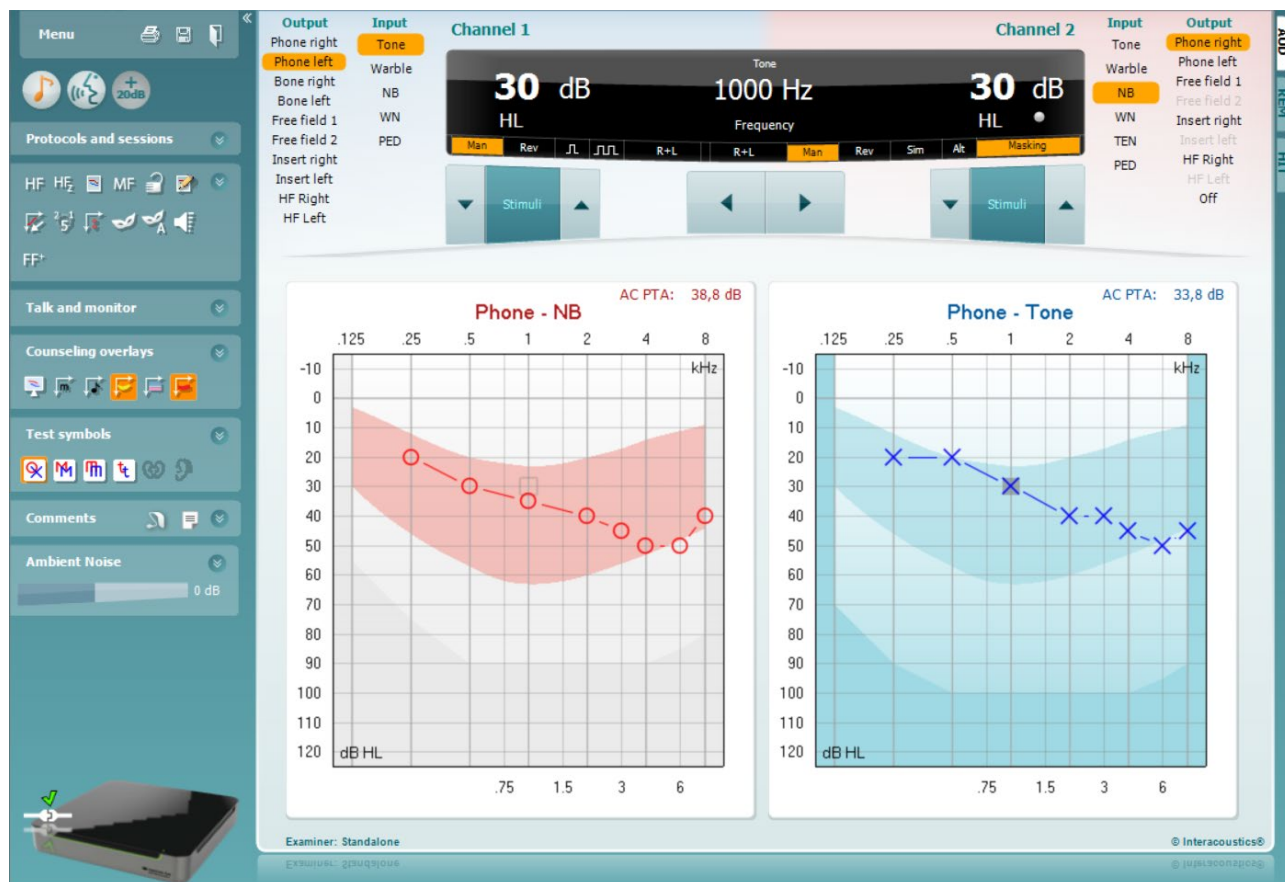 Menu
+
20dB
Protocols and sessions
HF HF2 MF
2 5 -1
A
FF+
Talk and monitor
Counseling overlays
m
Test symbols
M m t t
Comments
Ambient Noise
0 dB
Output Input
Phone right Tone
Phone left Warble
Bone right NB
Bone left WN
Free field 1 PED
Free field 2
Insert right
Insert left
HF Right
HF Left
Channel 1 Channel 2
Tone
30 dB 1000 Hz 30 dB
HL Frequency HL
Man Rev R+L R+L Man Rev Sim Alt Masking
Stimuli Stimuli
Input Output
Tone Phone right
Warble Phone left
NB Free field 1
WN Free field 2
TEN Insert right
PED Insert left
HF Right
HF Left
Off
AUD
REM
HIT
AC PTA: 38,8 dB
Phone - NB
.125 .25 .5 1 2 4 8
kHz
-10
0
10
20
30
40
50
60
70
80
90
100
110
120
dB HL
.75 1.5 3 6
AC PTA: 33,8 dB
Phone - Tone
.125 .25 .5 1 2 4 8
kHz
-10
0
10
20
30
40
50
60
70
80
90
100
110
120
dB HL
.75 1.5 3 6
Examiner: Standalone
© Interacoustics®